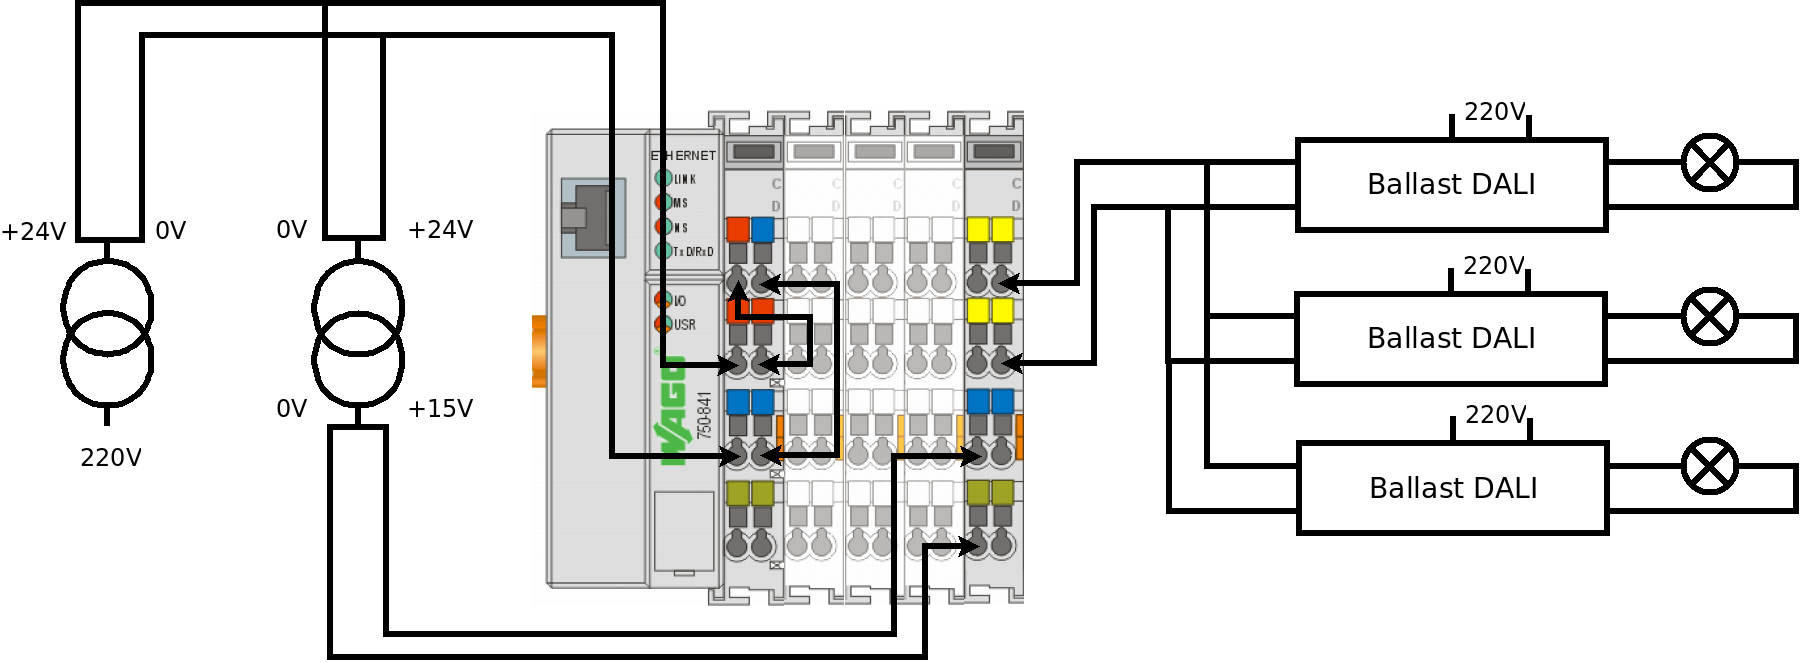 220V
ETHERNET
LINK
C
C
C
C
C
Ballast DALI
MS
D
D
D
D
D
+24V
0V
0V
+24V
NS
TxD/RxD
220V
I/O
USR
Ballast DALI
WAGO
750-841
0V
+15V
220V
220V
Ballast DALI